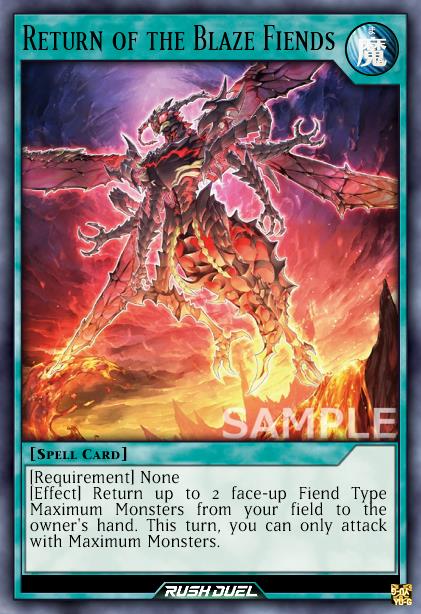 RETURN OF THE BLAZE FIENDS
ま
魔
SAMPLE
[SPELL CARD]
[Requirement] None
[Effect] Return up to 2 face-up Fiend Type
Maximum Monsters from your field to the
owner's hand. This turn, you can only attack
with Maximum Monsters.
RUSH DUEL